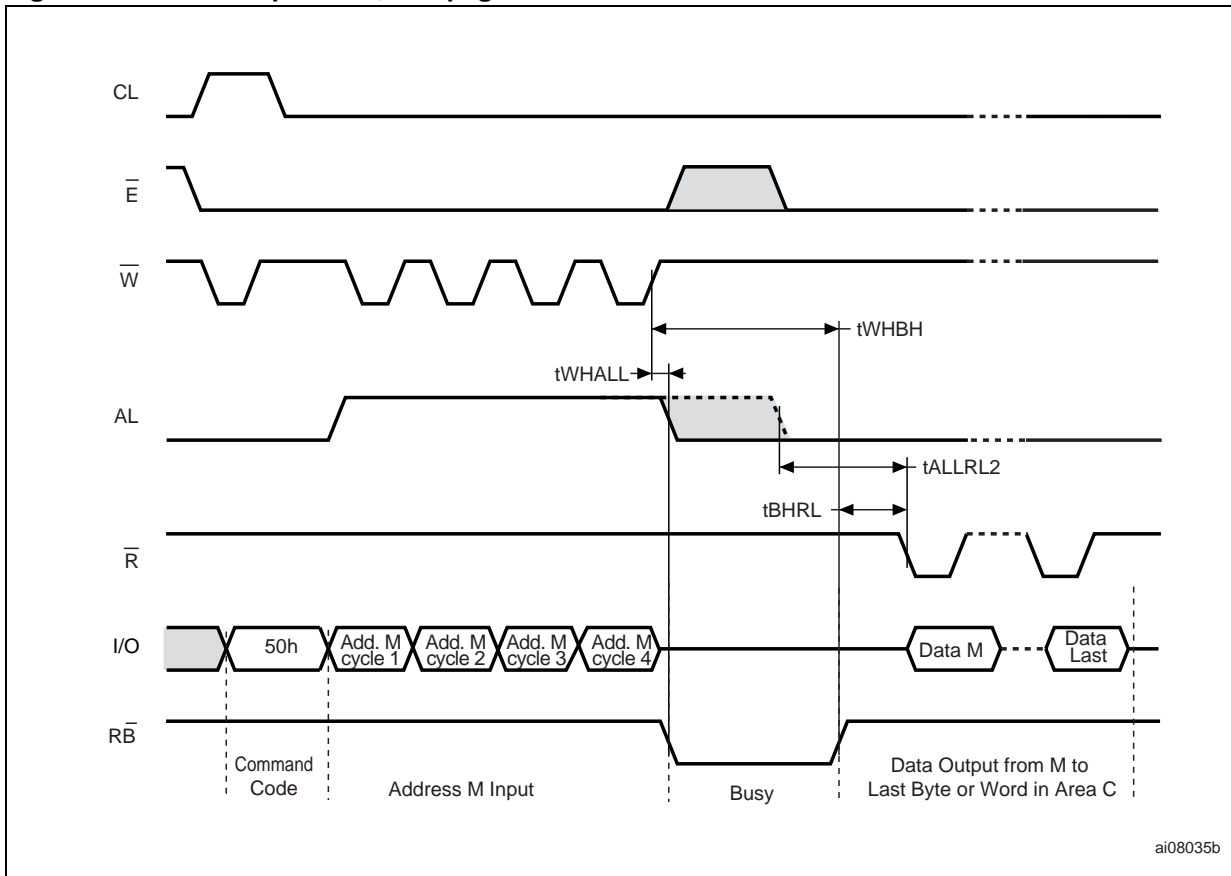 CL
E
W
tWHBH
tWHALL
AL
tALLRL2
tBHRL
R
I/O
50h
Add. M
cycle 1
Add. M
cycle 2
Add. M
cycle 3
Add. M
cycle 4
Data M
Data
Last
RB
Command
Code
Address M Input
Busy
Data Output from M to
Last Byte or Word in Area C
ai08035b